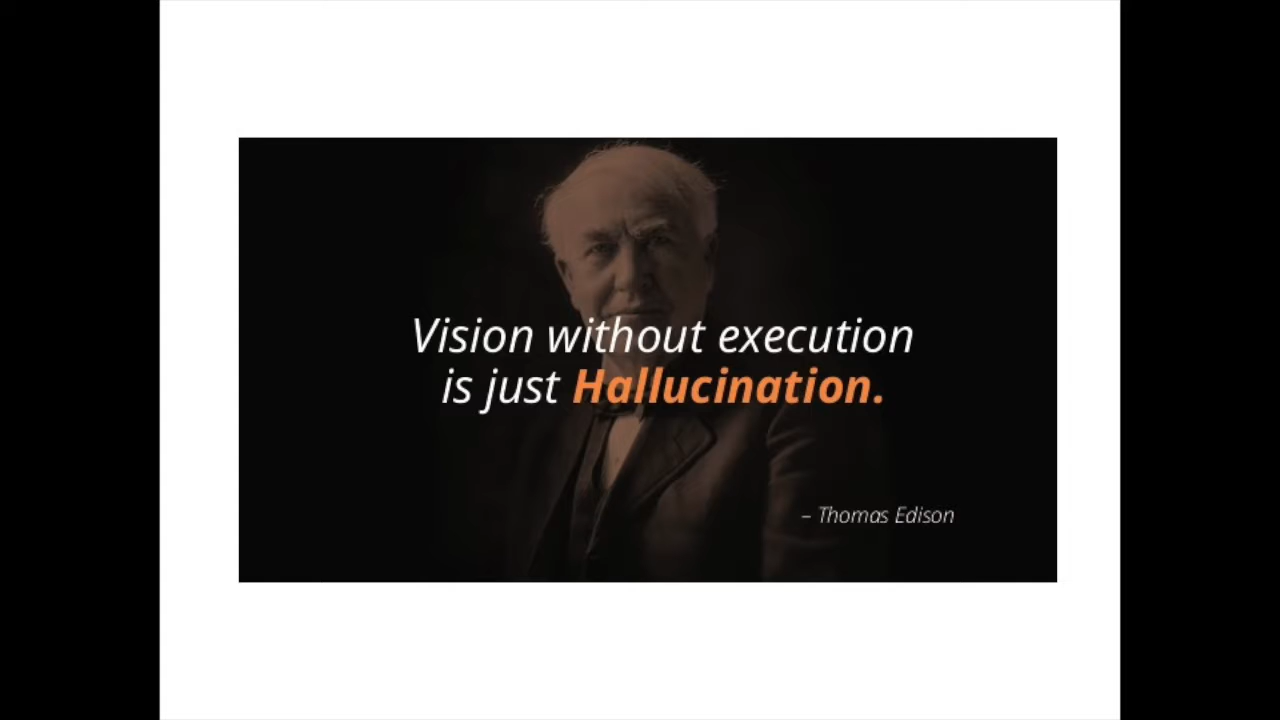 Vision without execution
is just Hallucination.
– Thomas Edison